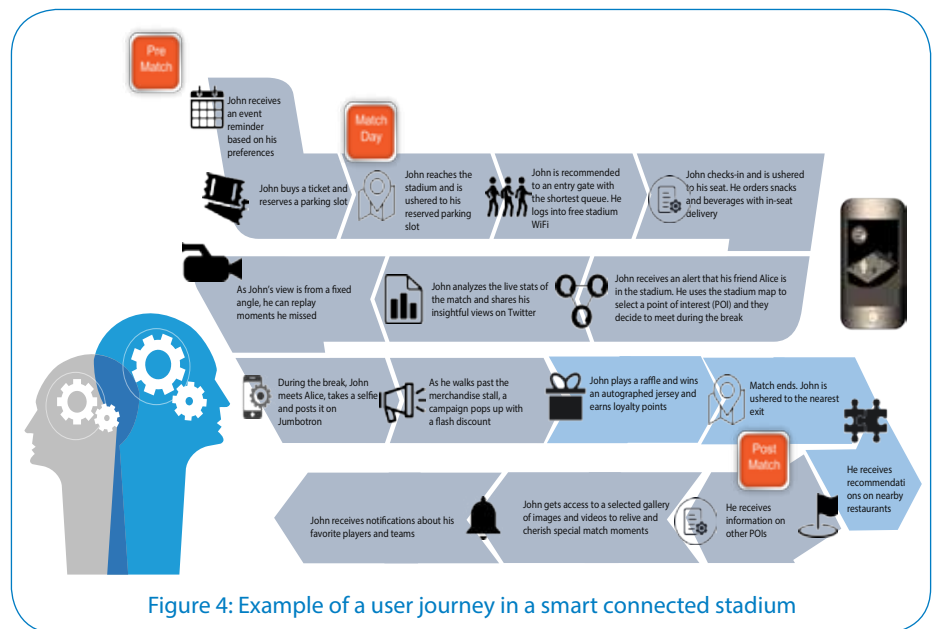 Pre
Match
John receives
an event
reminder
based on his
preferences
Match
Day
John buys a ticket and
reserves a parking slot
John reaches the
stadium and is
ushered to his
reserved parking
slot
John is recommended
to an entry gate with
the shortest queue. He
logs into free stadium
WiFi
John checks-in and is ushered
to his seat. He orders snacks
and beverages with in-seat
delivery
John receives an alert that his friend Alice is
in the stadium. He uses the stadium map to
select a point of interest (POI) and they
decide to meet during the break
John analyzes the live stats of
the match and shares his
insightful views on Twitter
As John's view is from a fixed
angle, he can replay
moments he missed
During the break, John
meets Alice, takes a selfie
and posts it on
Jumbotron
As he walks past the
merchandise stall, a
campaign pops up with
a flash discount
John plays a raffle and wins
an autographed jersey and
earns loyalty points
Match ends. John is
ushered to the nearest
exit
Post
Match
He receives
recommendati
ons on nearby
restaurants
He receives
information on
other POIs
John gets access to a selected gallery
of images and videos to relive and
cherish special match moments
John receives notifications about his
favorite players and teams
Figure 4: Example of a user journey in a smart connected stadium